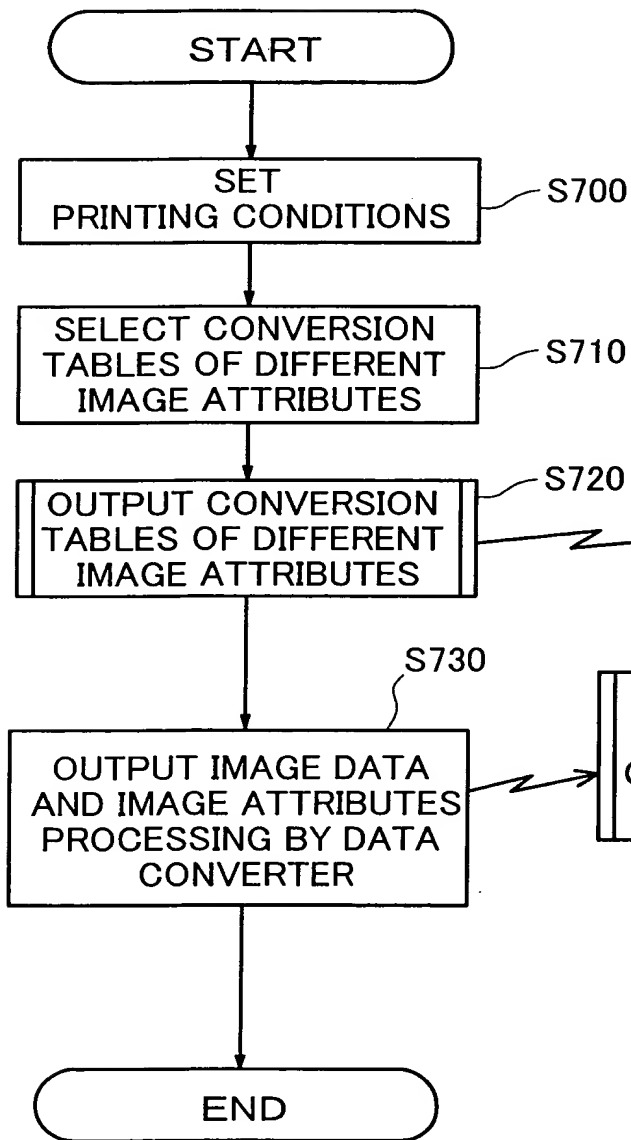 START
SET
PRINTING CONDITIONS
S700
SELECT CONVERSION
TABLES OF DIFFERENT
IMAGE ATTRIBUTES
S710
OUTPUT CONVERSION
TABLES OF DIFFERENT
IMAGE ATTRIBUTES
S720
S730
OUTPUT IMAGE DATA
AND IMAGE ATTRIBUTES
PROCESSING BY DATA
CONVERTER
END